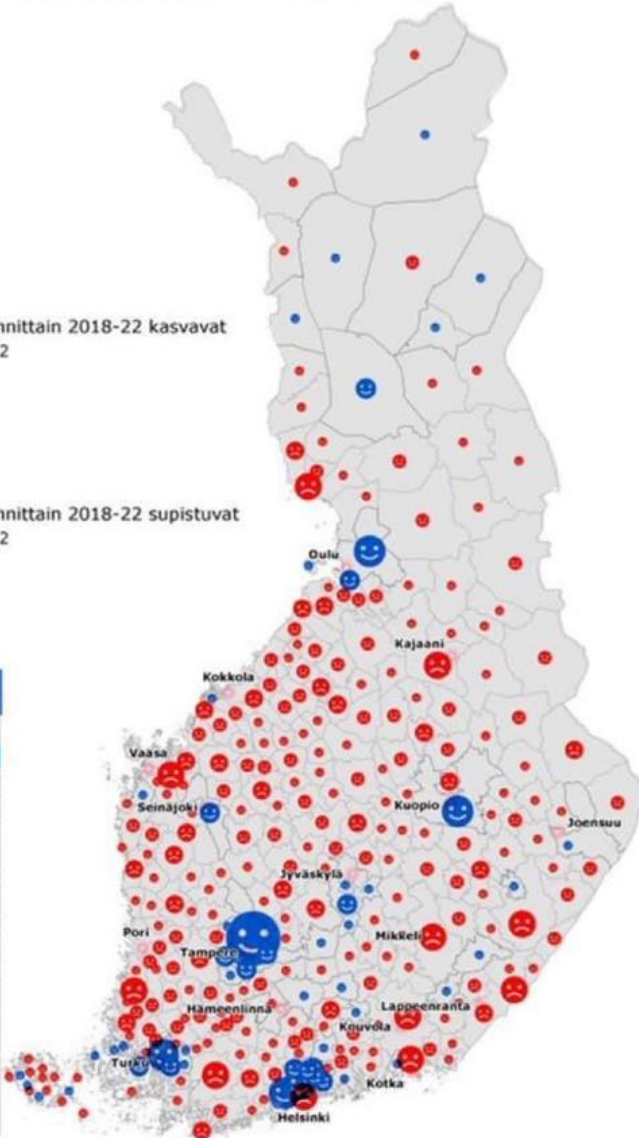 nnittain 2018-22 kasvavat
2
nnittain 2018-22 supistuvat
2
Oulu
Kajaani
Kokkola
Vaasa
Seinäjoki
Kuopio
Joensuu
Jyväskylä
Pori
Tampere
Mikkeli
Hämeenlinna
Lappeenranta
Kouvola
Turku
Kotka
Helsinki